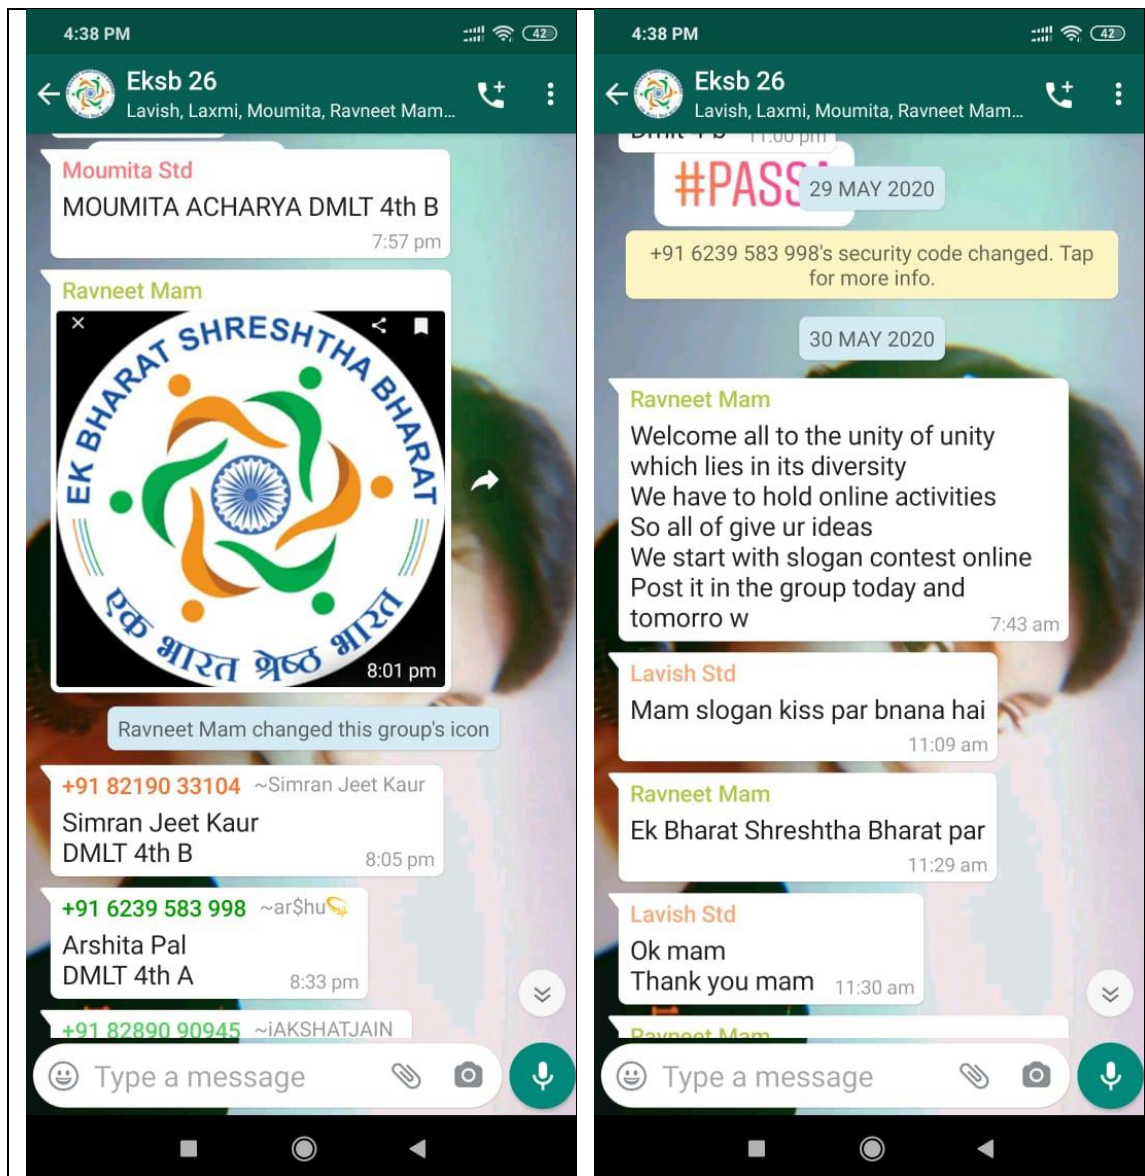 4:38 PM
42
Eksb 26
Lavish, Laxmi, Moumita, Ravneet Mam...
Moumita Std
MOUMITA ACHARYA DMLT 4th B
7:57 pm
Ravneet Mam
EK BHARAT SHRESHTHA BHARAT
एक भारत श्रेष्ठ भारत
8:01 pm
Ravneet Mam changed this group's icon
+91 82190 33104 ~Simran Jeet Kaur
Simran Jeet Kaur
DMLT 4th B
8:05 pm
+91 6239 583 998 ~ar$hu💫
Arshita Pal
DMLT 4th A
8:33 pm
+91 82890 90945 ~iAKSHATJAIN
Type a message
4:38 PM
42
Eksb 26
Lavish, Laxmi, Moumita, Ravneet Mam...
11:00 pm
#PASSA
29 MAY 2020
+91 6239 583 998's security code changed. Tap
for more info.
30 MAY 2020
Ravneet Mam
Welcome all to the unity of unity
which lies in its diversity
We have to hold online activities
So all of give ur ideas
We start with slogan contest online
Post it in the group today and
tomorro w
7:43 am
Lavish Std
Mam slogan kiss par bnana hai
11:09 am
Ravneet Mam
Ek Bharat Shreshtha Bharat par
11:29 am
Lavish Std
Ok mam
Thank you mam
11:30 am
Ravneet Mam
Type a message